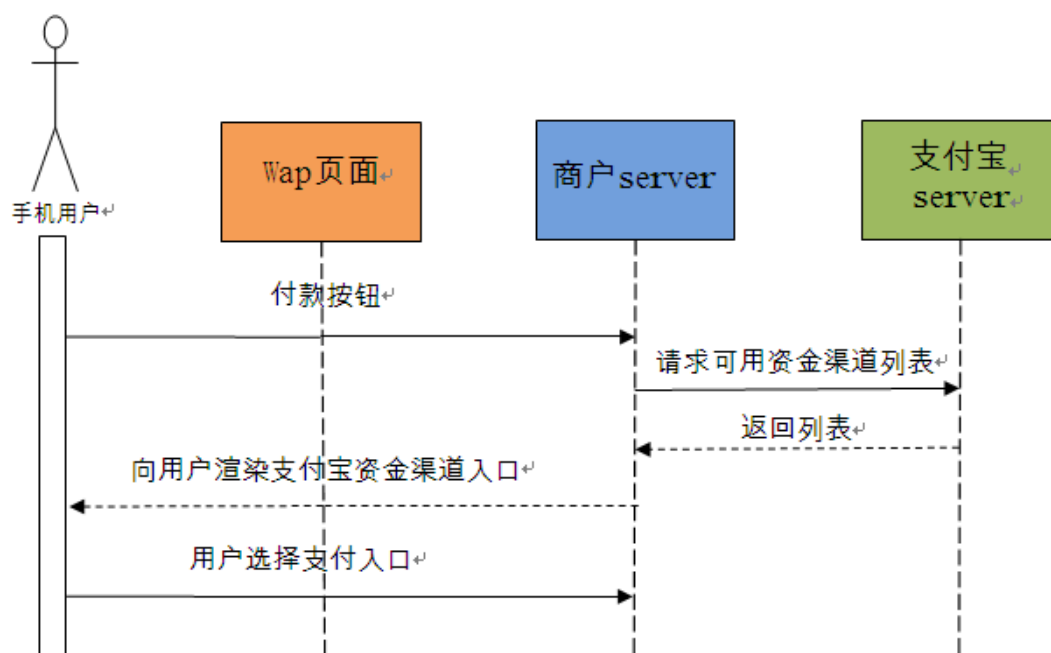 手机用户
Wap页面
商户server
支付宝
server
付款按钮
请求可用资金渠道列表
返回列表
向用户渲染支付宝资金渠道入口
用户选择支付入口